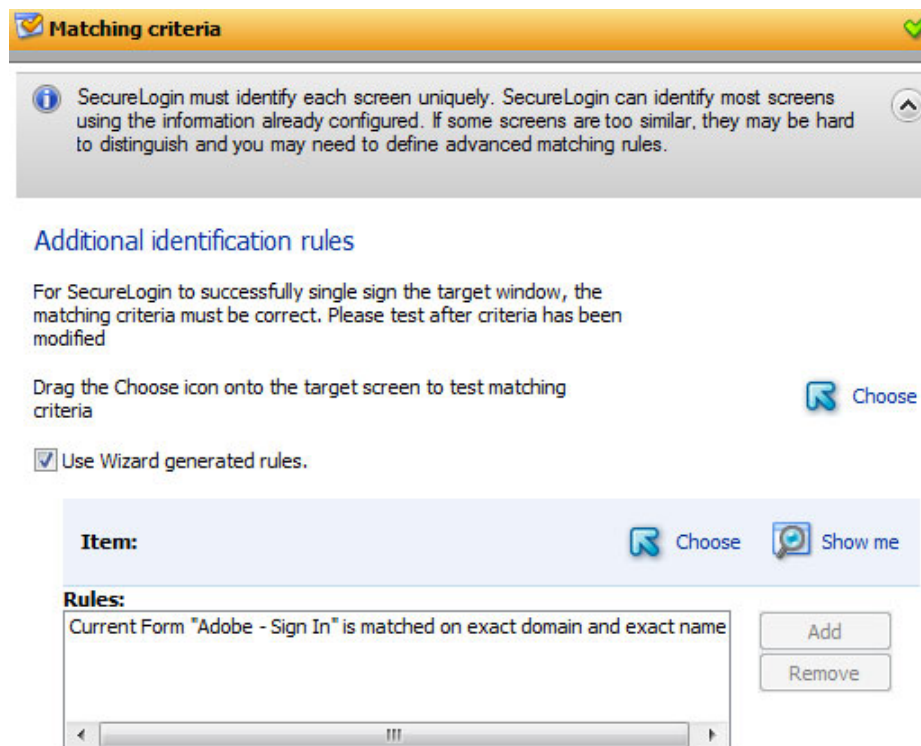 Matching criteria
SecureLogin must identify each screen uniquely. SecureLogin can identify most screens
using the information already configured. If some screens are too similar, they may be hard
to distinguish and you may need to define advanced matching rules.
Additional identification rules
For SecureLogin to successfully single sign the target window, the
matching criteria must be correct. Please test after criteria has been
modified
Drag the Choose icon onto the target screen to test matching
criteria
Choose
Use Wizard generated rules.
Item:
Choose
Show me
Rules:
Current Form "Adobe - Sign In" is matched on exact domain and exact name
Add
Remove